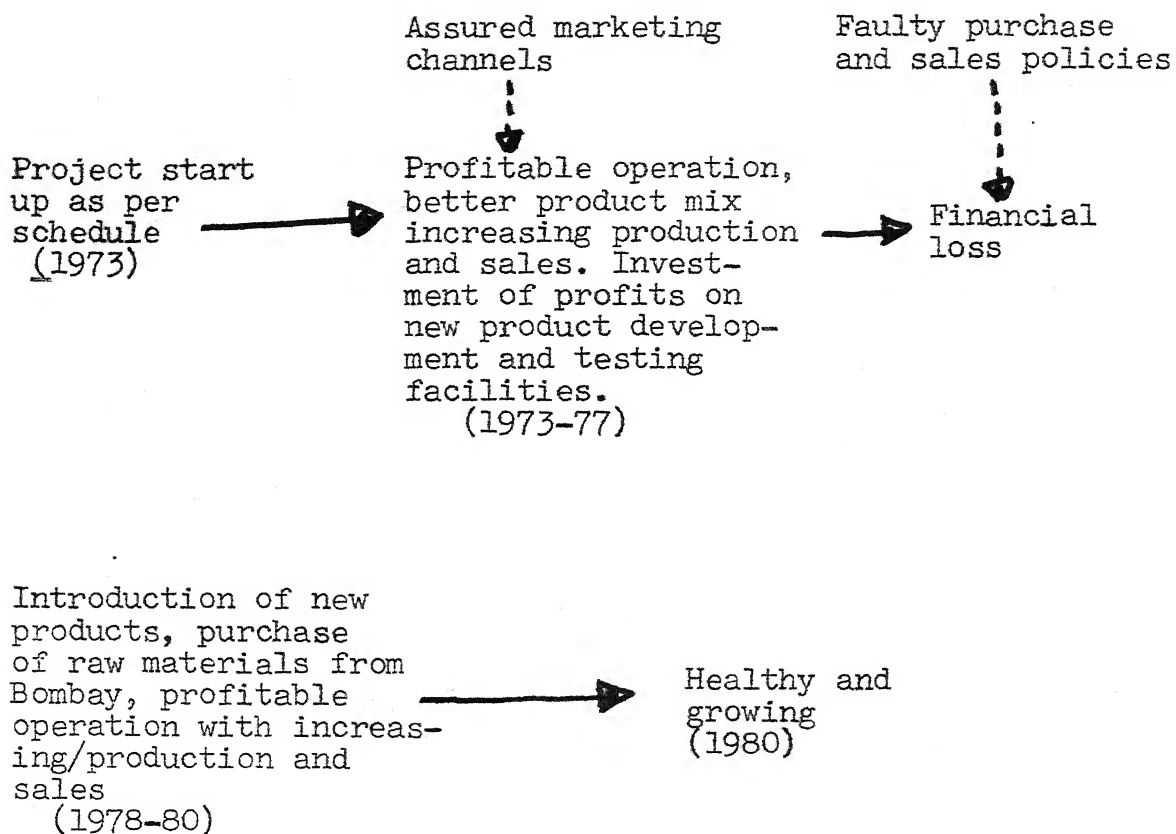 Assured marketing
channels
Faulty purchase
and sales policies
Project start
up as per
schedule
(1973)
Profitable operation,
better product mix
increasing production
and sales. Invest-
ment of profits on
new product develop-
ment and testing
facilities.
(1973-77)
Financial
loss
Introduction of new
products, purchase
of raw materials from
Bombay, profitable
operation with increas-
ing/production and
sales
(1978-80)
Healthy and
growing
(1980)